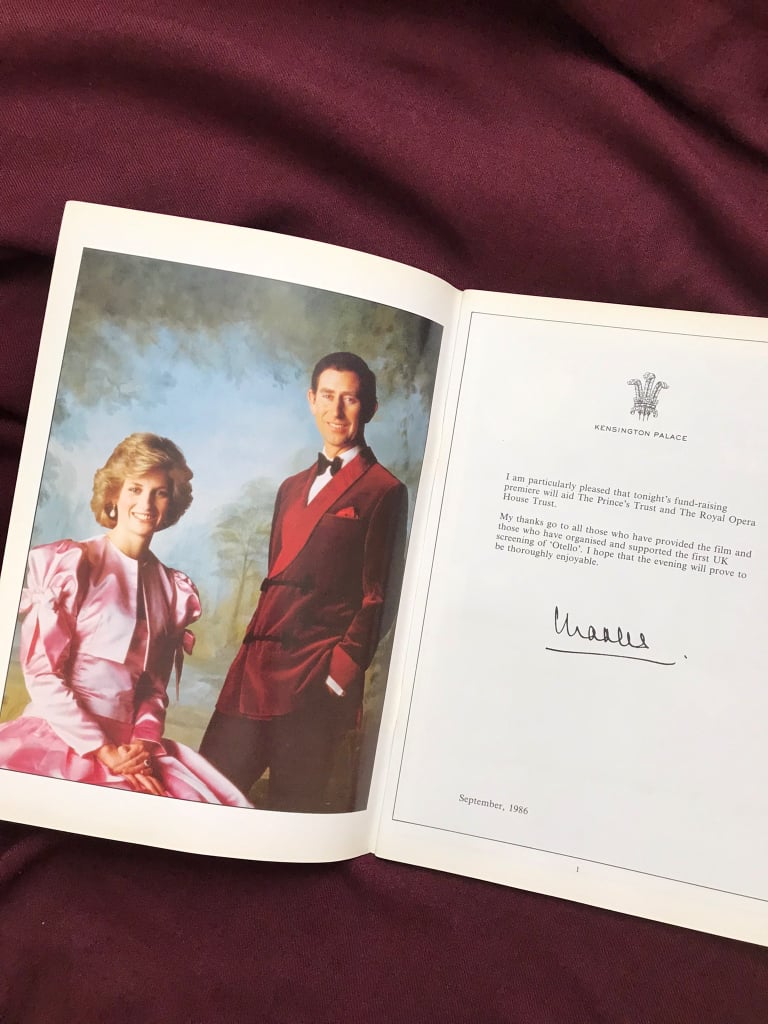 KENSINGTON PALACE
I am particularly pleased that tonight's fund-raising
premiere will aid The Prince's Trust and The Royal Opera
House Trust.
My thanks go to all those who have provided the film and
those who have organised and supported the first UK
screening of 'Otello'. I hope that the evening will prove to
be thoroughly enjoyable.
Charles
September, 1986
1